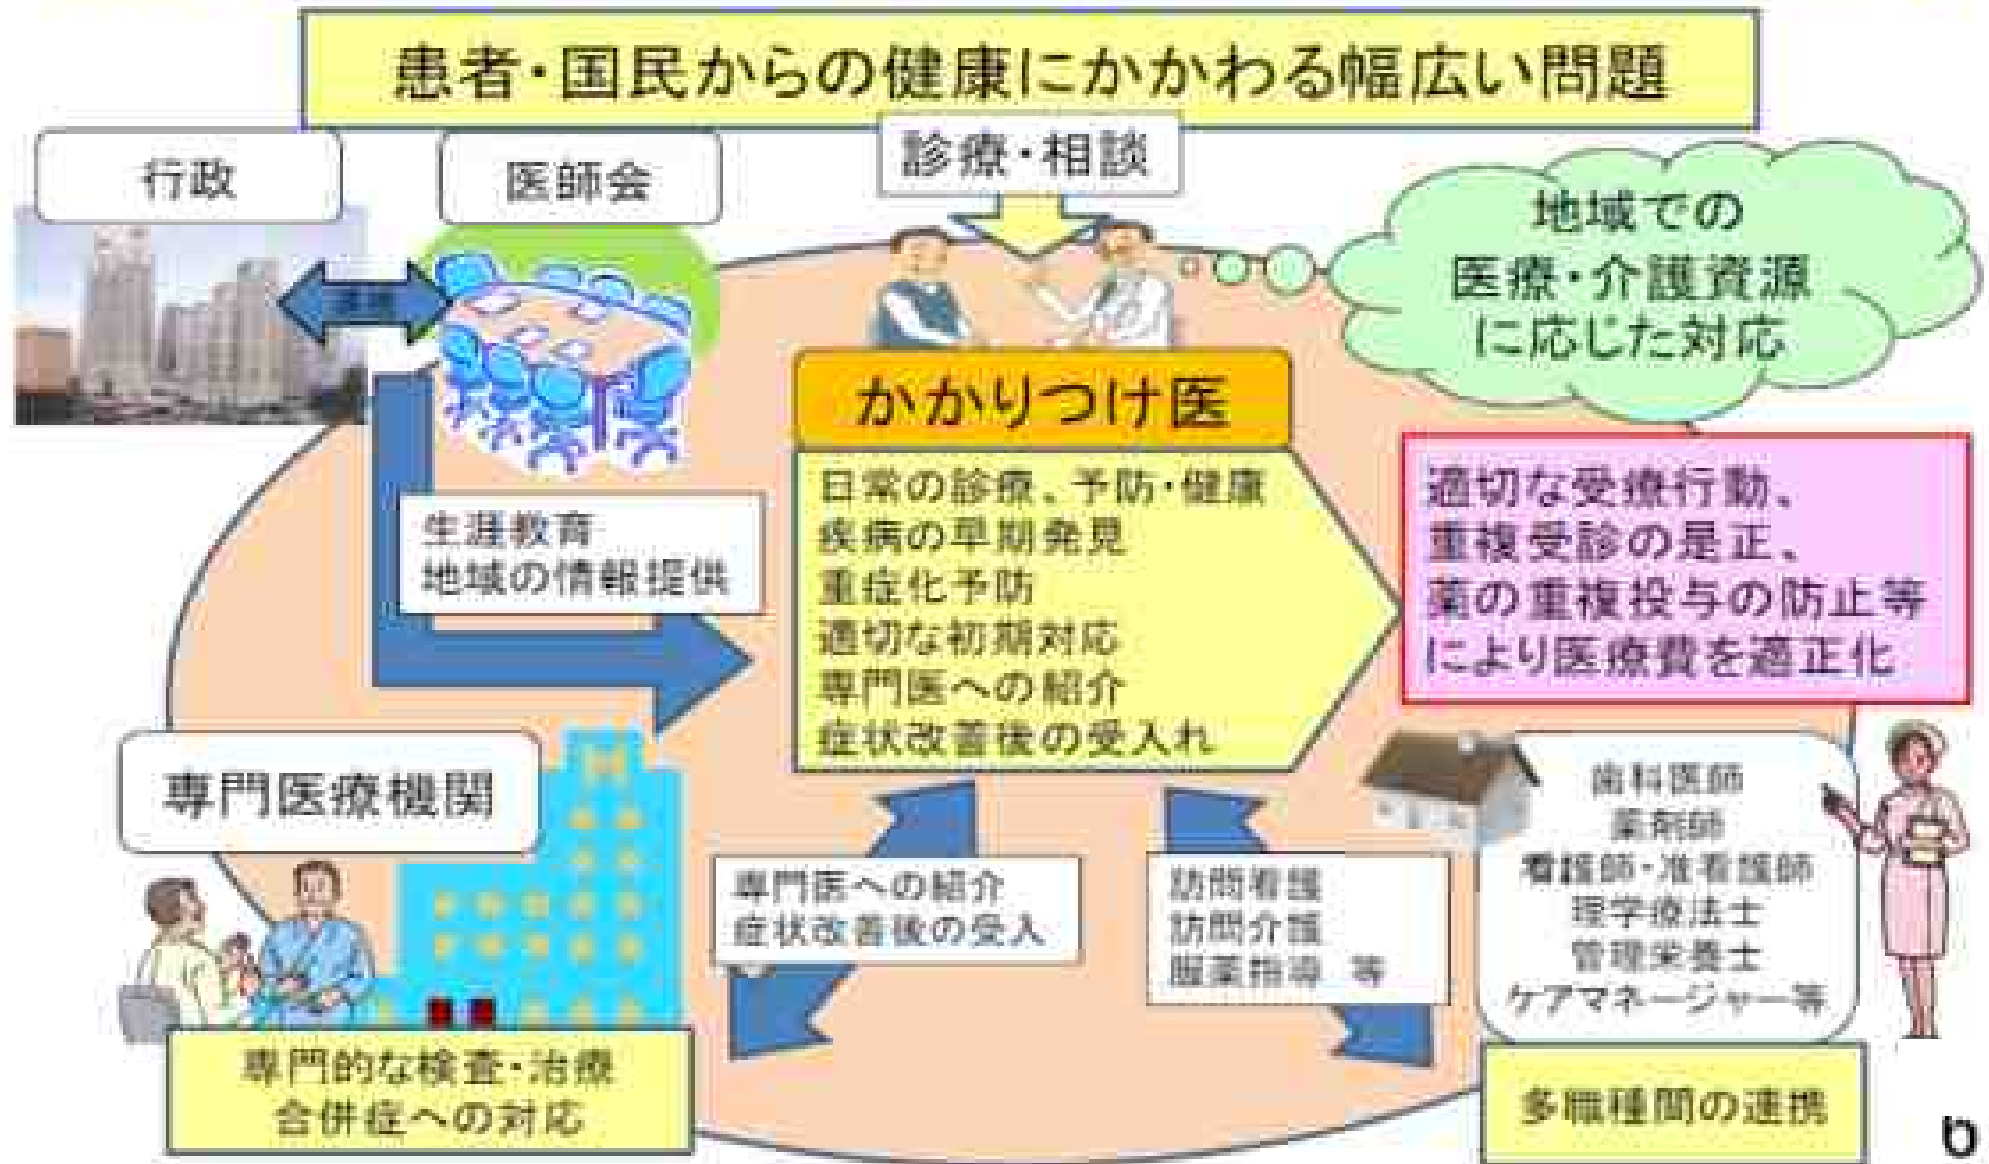 患者・国民からの健康にかかわる幅広い問題
行政
医師会
診療・相談
地域での
医療・介護資源
に応じた対応
かかりつけ医
日常の診療、予防・健康
疾病の早期発見
重症化予防
適切な初期対応
専門医への紹介
症状改善後の受入れ
適切な受療行動、
重複受診の是正、
薬の重複投与の防止等
により医療費を適正化
生涯教育
地域の情報提供
専門医療機関
専門医への紹介
症状改善後の受入
訪問看護
訪問介護
服薬指導 等
歯科医師
薬剤師
看護師・准看護師
理学療法士
管理栄養士
ケアマネージャー等
専門的な検査・治療
合併症への対応
多職種間の連携